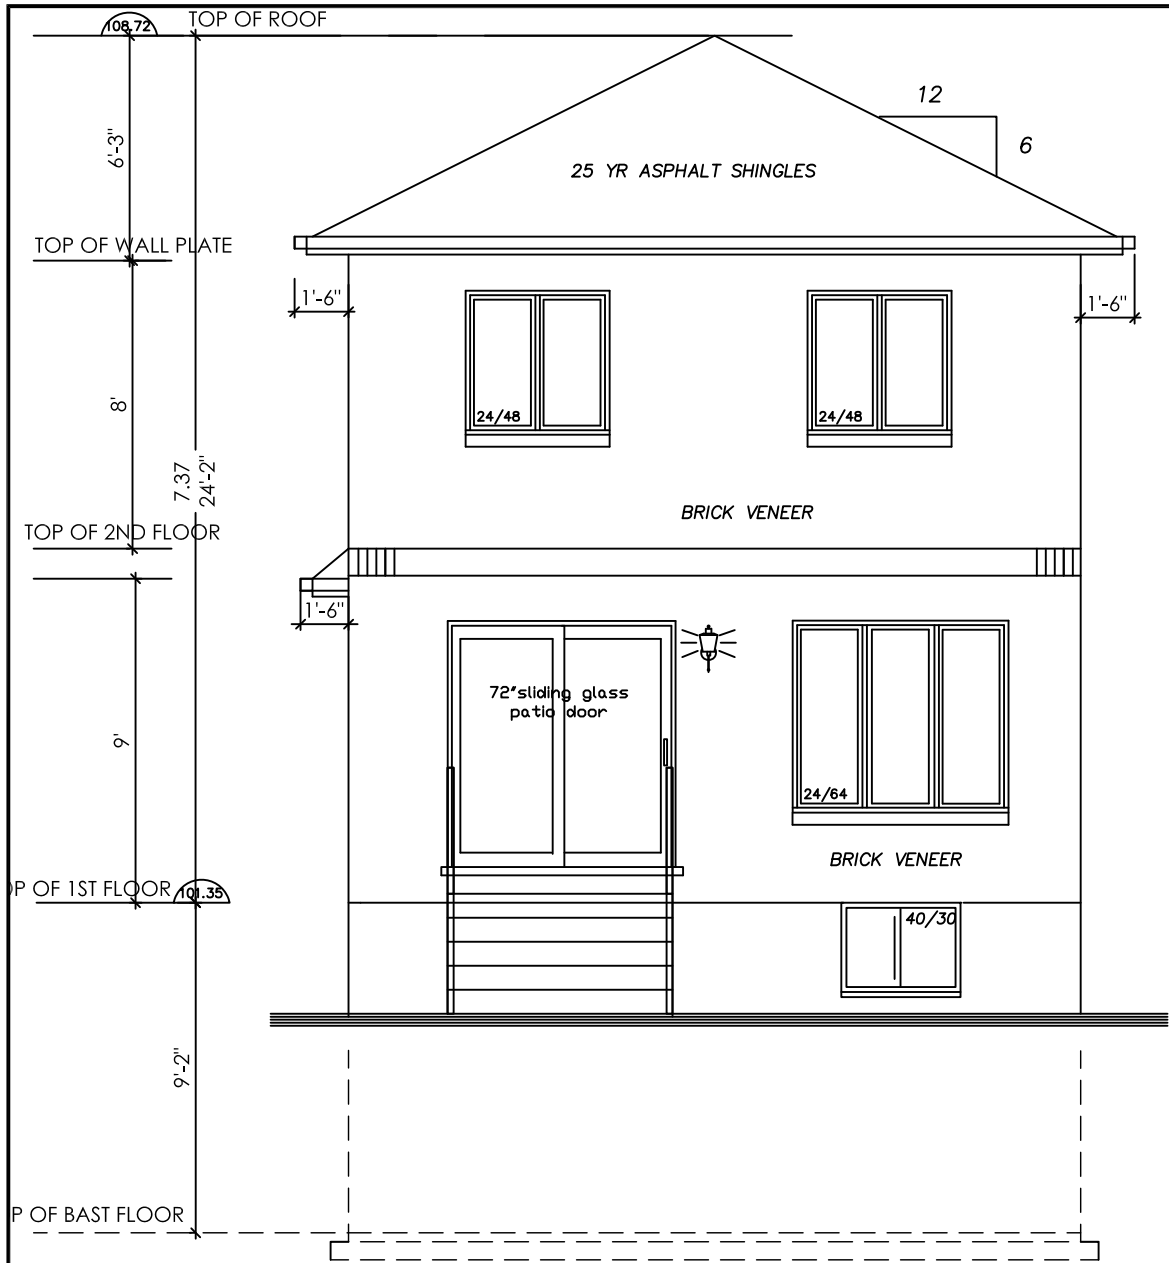 108.72
TOP OF ROOF
12
6
6'-3"
25 YR ASPHALT SHINGLES
TOP OF WALL PLATE
1'-6"
1'-6"
8'
24/48
24/48
7.37
24'-2"
BRICK VENEER
TOP OF 2ND FLOOR
1'-6"
72"sliding glass
patio door
9'
24/64
BRICK VENEER
OP OF 1ST FLOOR
101.35
40/30
9'-2"
P OF BAST FLOOR